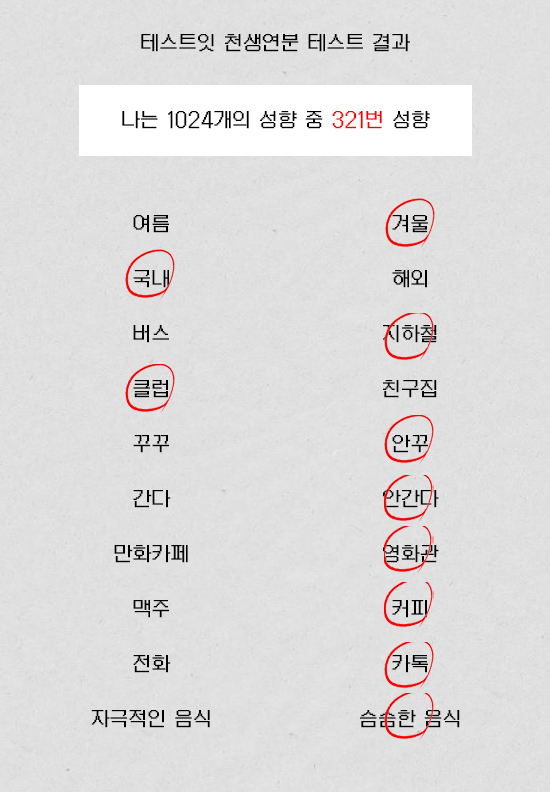 테스트잇 천생연분 테스트 결과
나는 1024개의 성향 중 321번 성향
여름 겨울
국내 해외
버스 지하철
클럽 친구집
꾸꾸 안꾸
간다 안간다
만화카페 영화관
맥주 커피
전화 카톡
자극적인 음식 슴슴한 음식